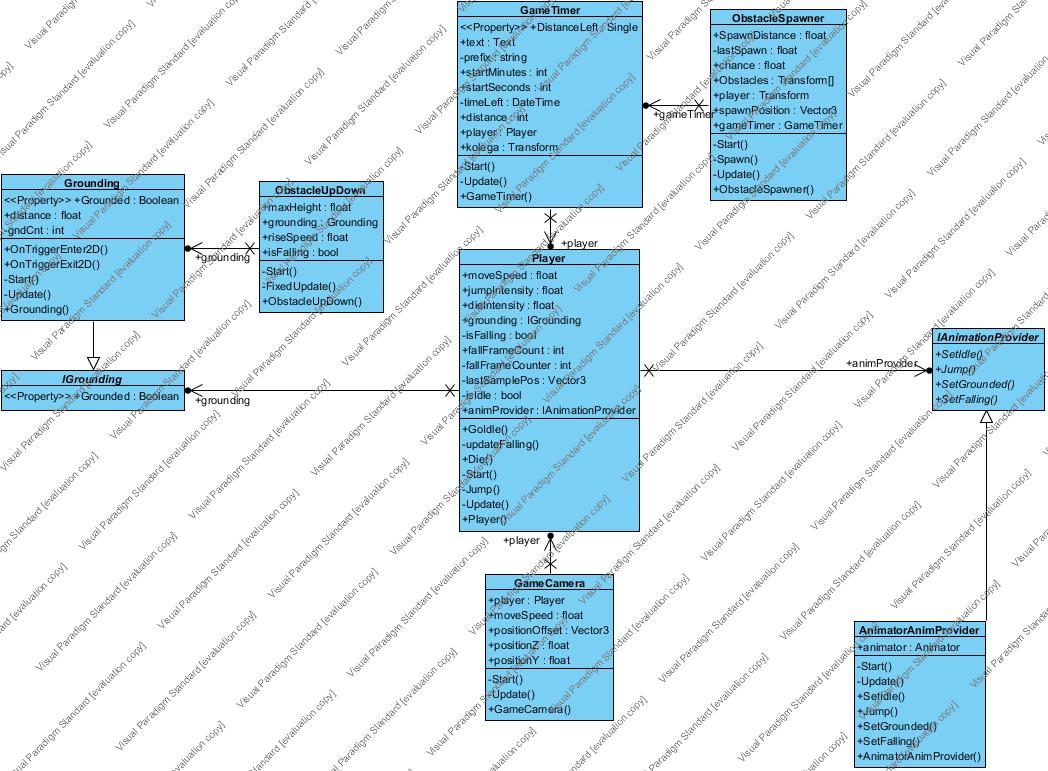 GameTimer
<<Property>> +DistanceLeft : Single
+text : Text
-prefix : string
+startMinutes : int
+startSeconds : int
-timeLeft : DateTime
+distance : int
+player : Player
+kolega : Transform
-Start()
-Update()
+GameTimer()
ObstacleSpawner
+SpawnDistance : float
-lastSpawn : float
+chance : float
+Obstacles : Transform[]
+player : Transform
+spawnPosition : Vector3
+gameTimer : GameTimer
-Start()
-Spawn()
-Update()
+ObstacleSpawner()
+gameTimer
Grounding
<<Property>> +Grounded : Boolean
+distance : float
-gndCnt : int
+OnTriggerEnter2D()
+OnTriggerExit2D()
-Start()
-Update()
+Grounding()
ObstacleUpDown
+maxHeight : float
+grounding : Grounding
+riseSpeed : float
+isFalling : bool
-Start()
-FixedUpdate()
+ObstacleUpDown()
+grounding
+player
Player
+moveSpeed : float
+jumpIntensity : float
+dieIntensity : float
+grounding : IGrounding
-isFalling : bool
+fallFrameCount : int
-fallFrameCounter : int
-lastSamplePos : Vector3
-isIdle : bool
+animProvider : IAnimationProvider
+GoIdle()
-updateFalling()
+Die()
-Start()
-Jump()
-Update()
+Player()
IGrounding
<<Property>> +Grounded : Boolean
+grounding
+animProvider
IAnimationProvider
+SetIdle()
+Jump()
+SetGrounded()
+SetFalling()
+player
GameCamera
+player : Player
+moveSpeed : float
+positionOffset : Vector3
+positionZ : float
+positionY : float
-Start()
-Update()
+GameCamera()
AnimatorAnimProvider
+animator : Animator
-Start()
-Update()
+SetIdle()
+Jump()
+SetGrounded()
+SetFalling()
+AnimatorAnimProvider()
Visual Paradigm Standard [evaluation copy]